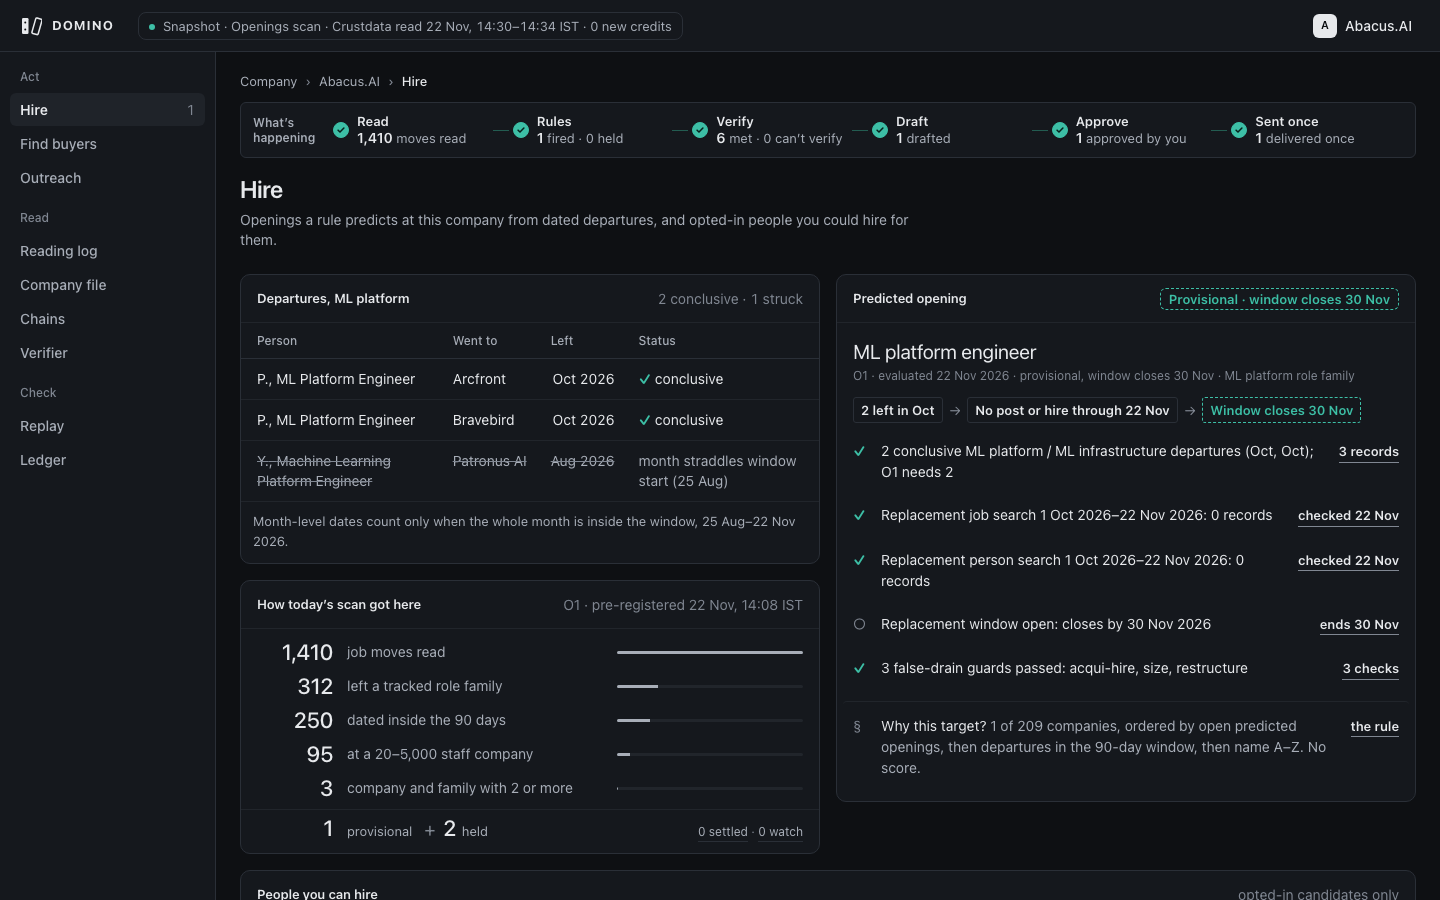 DOMINO
Snapshot · Openings scan · Crustdata read 22 Nov, 14:30–14:34 IST · 0 new credits
A Abacus.AI
Act
Hire 1
Find buyers
Outreach
Read
Reading log
Company file
Chains
Verifier
Check
Replay
Ledger
Company › Abacus.AI › Hire
What's happening
Read
1,410 moves read
Rules
1 fired · 0 held
Verify
6 met · 0 can't verify
Draft
1 drafted
Approve
1 approved by you
Sent once
1 delivered once
Hire
Openings a rule predicts at this company from dated departures, and opted-in people you could hire for
them.
Departures, ML platform 2 conclusive · 1 struck
Person Went to Left Status
P., ML Platform Engineer Arcfront Oct 2026 ✓ conclusive
P., ML Platform Engineer Bravebird Oct 2026 ✓ conclusive
Y., Machine Learning Patronus AI Aug 2026 month straddles window
Platform Engineer start (25 Aug)
Month-level dates count only when the whole month is inside the window, 25 Aug–22 Nov
2026.
How today's scan got here O1 · pre-registered 22 Nov, 14:08 IST
1,410 job moves read
312 left a tracked role family
250 dated inside the 90 days
95 at a 20–5,000 staff company
3 company and family with 2 or more
1 provisional + 2 held 0 settled · 0 watch
Predicted opening Provisional · window closes 30 Nov
ML platform engineer
O1 · evaluated 22 Nov 2026 · provisional, window closes 30 Nov · ML platform role family
2 left in Oct → No post or hire through 22 Nov → Window closes 30 Nov
✓ 2 conclusive ML platform / ML infrastructure departures (Oct, Oct); 3 records
O1 needs 2
✓ Replacement job search 1 Oct 2026–22 Nov 2026: 0 records checked 22 Nov
✓ Replacement person search 1 Oct 2026–22 Nov 2026: 0 checked 22 Nov
records
Replacement window open: closes by 30 Nov 2026 ends 30 Nov
✓ 3 false-drain guards passed: acqui-hire, size, restructure 3 checks
§ Why this target? 1 of 209 companies, ordered by open predicted the rule
openings, then departures in the 90-day window, then name A–Z. No
score.
People you can hire opted-in candidates only